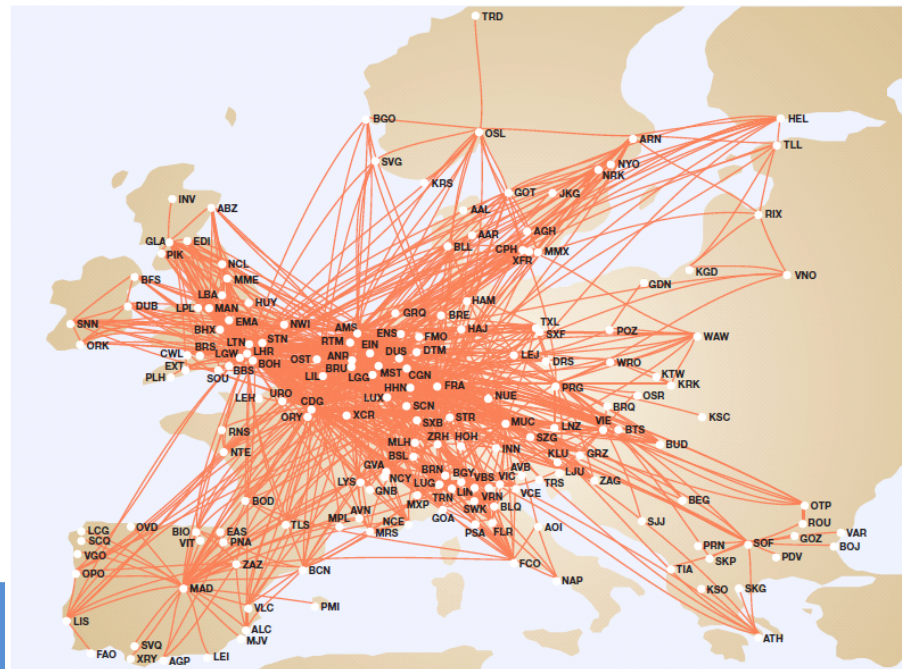 TRD
BGO
HEL
OSL
ARN
TLL
NYO
SVG
NRK
KRS
INV
GOT
JKG
ABZ
AAL
RIX
AAR
AGH
GLA
EDI
BLL
CPH
MMX
PIK
XFR
NCL
KGD
VNO
BFS
MME
GDN
LBA
HUY
HAM
DUB
LPL
MAN
GRQ
BRE
SNN
EMA
NWI
AMS
TXL
BHX
ENS
HAJ
SXF
POZ
FMO
WAW
ORK
BRS
LTN
STN
RTM
EIN
CWL
LGW
LHR
ANR
DUS
DTM
LEJ
EXT
BOH
OST
DRS
WRO
BBS
BRU
MST
CGN
KTW
PLH
SOU
LIL
LGG
HHN
FRA
PRG
KRK
LEH
URO
LUX
NUE
OSR
CDG
SCN
BRQ
ORY
XCR
STR
KSC
SXB
MUC
LNZ
VIE
BTS
RNS
MLH
ZRH
HOH
SZG
BUD
NTE
BSL
INN
KLU
GRZ
GVA
BRN
BGY
AVB
LYS
NCY
LUG
VBS
VIC
LJU
ZAG
GNB
LIN
TRS
TRN
VRN
VCE
BOD
MXP
SWK
BLQ
BEG
OTP
AVN
GOA
LCG
OVD
TLS
MPL
NCE
PSA
FLR
AOI
SJJ
ROU
SCQ
BIO
EAS
MRS
VAR
VGO
VIT
PNA
PRN
SOF
GOZ
BOJ
SKP
PDV
ZAZ
BCN
FCO
TIA
OPO
MAD
NAP
KSO
SKG
VLC
PMI
LIS
ALC
ATH
MJV
SVQ
FAO
XRY
AGP
LEI